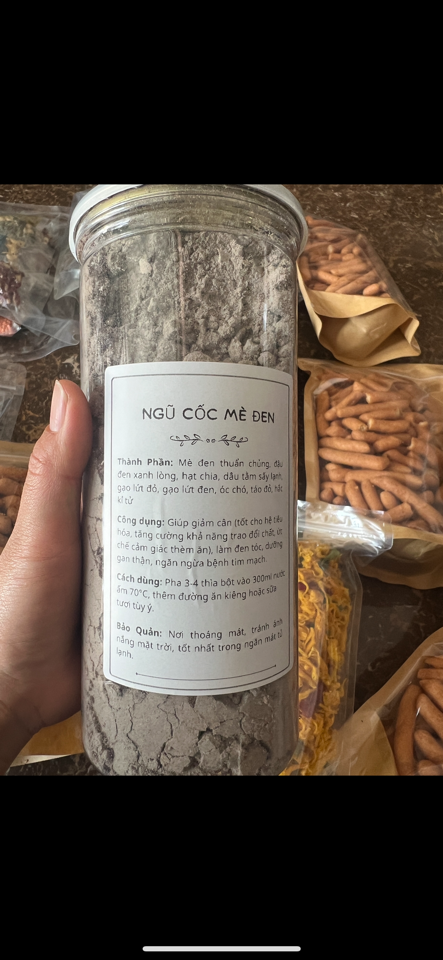 NGŨ CỐC MÈ ĐEN
Thành Phần: Mè đen thuần chủng, đậu
đen xanh lòng, hạt chia, dâu tằm sấy lạnh,
gạo lứt đỏ, gạo lứt đen, óc chó, táo đỏ, hắc
kỉ tử
Công dụng: Giúp giảm cân (tốt cho hệ tiêu
hóa, tăng cường khả năng trao đổi chất, ức
chế cảm giác thèm ăn), làm đen tóc, dưỡng
gan thận, ngăn ngừa bệnh tim mạch.
Cách dùng: Pha 3-4 thìa bột vào 300ml nước
ấm 70°C, thêm đường ăn kiêng hoặc sữa
tươi tùy ý.
Bảo Quản: Nơi thoáng mát, tránh ánh
nắng mặt trời, tốt nhất trong ngăn mát tủ
lạnh.